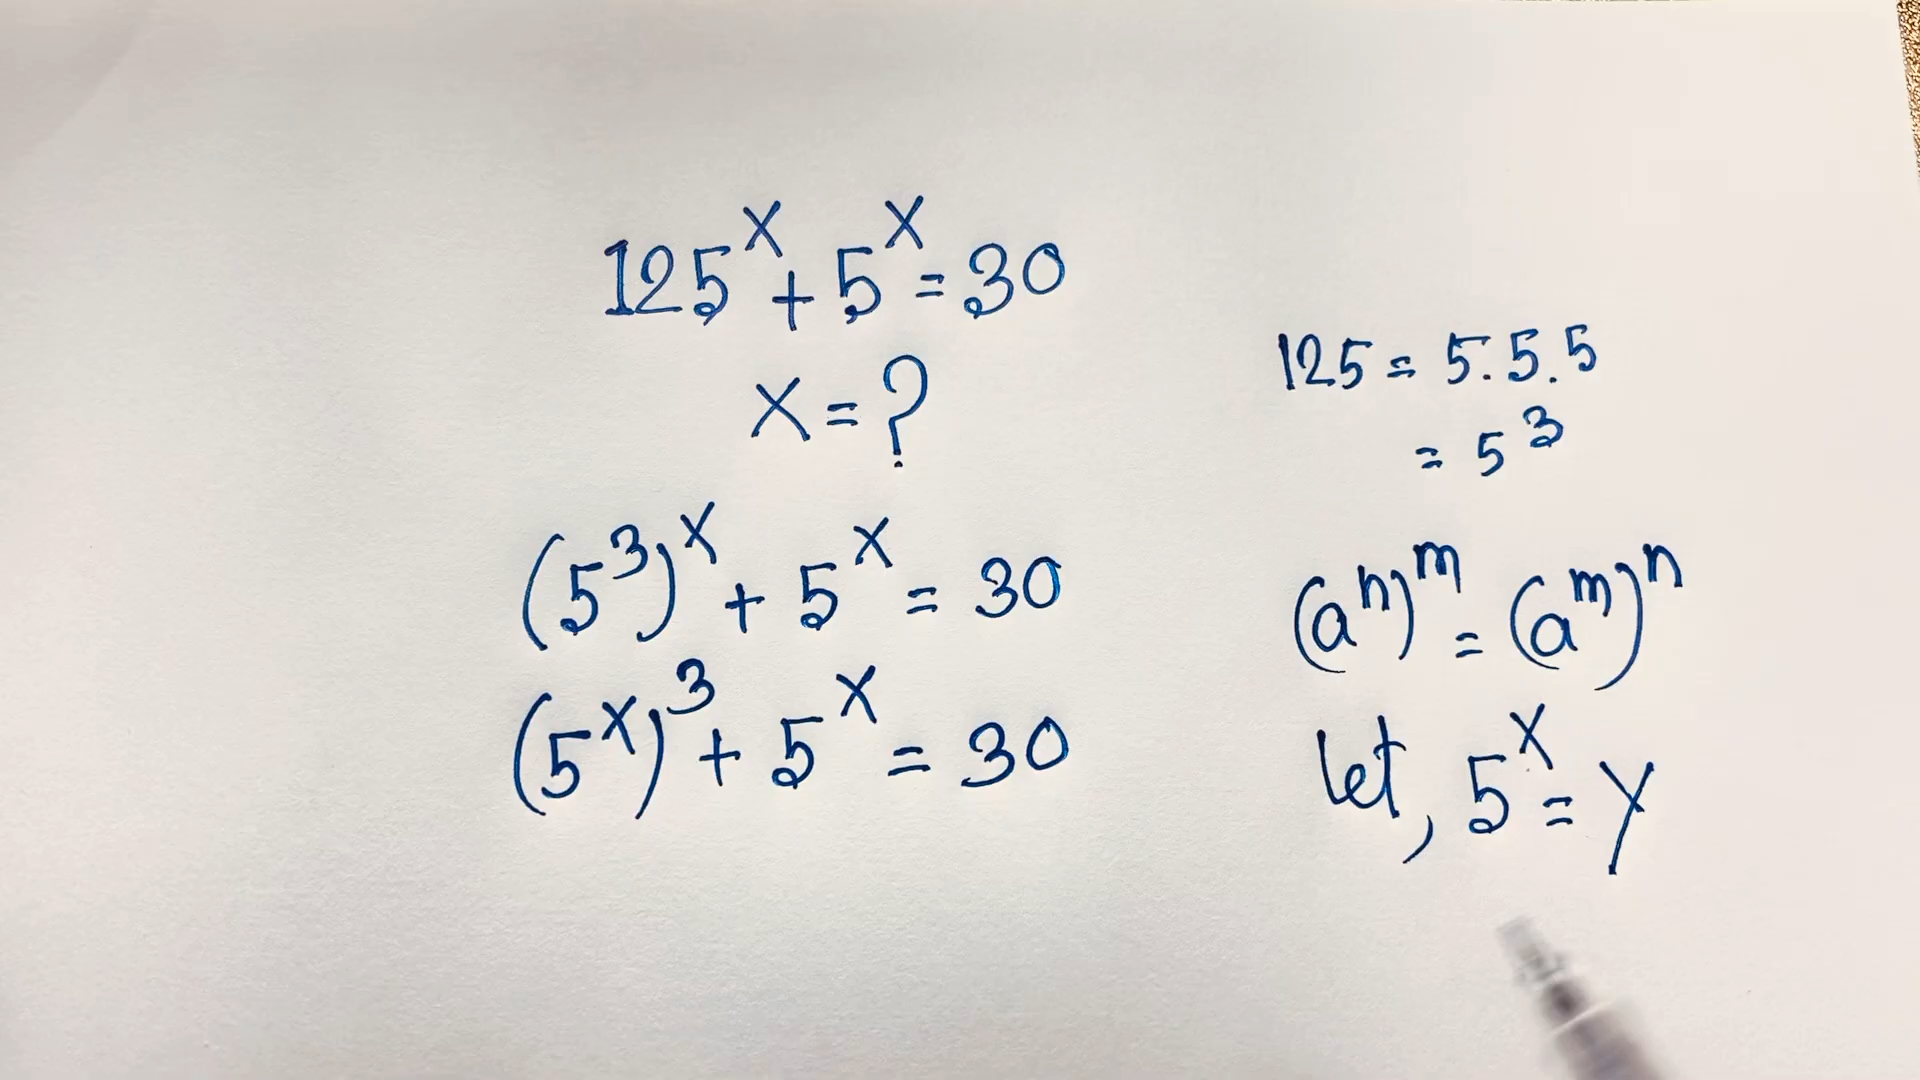 125^x + 5^x = 30
x = ?
(5^3)^x + 5^x = 30
(5^x)^3 + 5^x = 30
125 = 5.5.5
= 5^3
(a^n)^m = (a^m)^n
let, 5^x = y